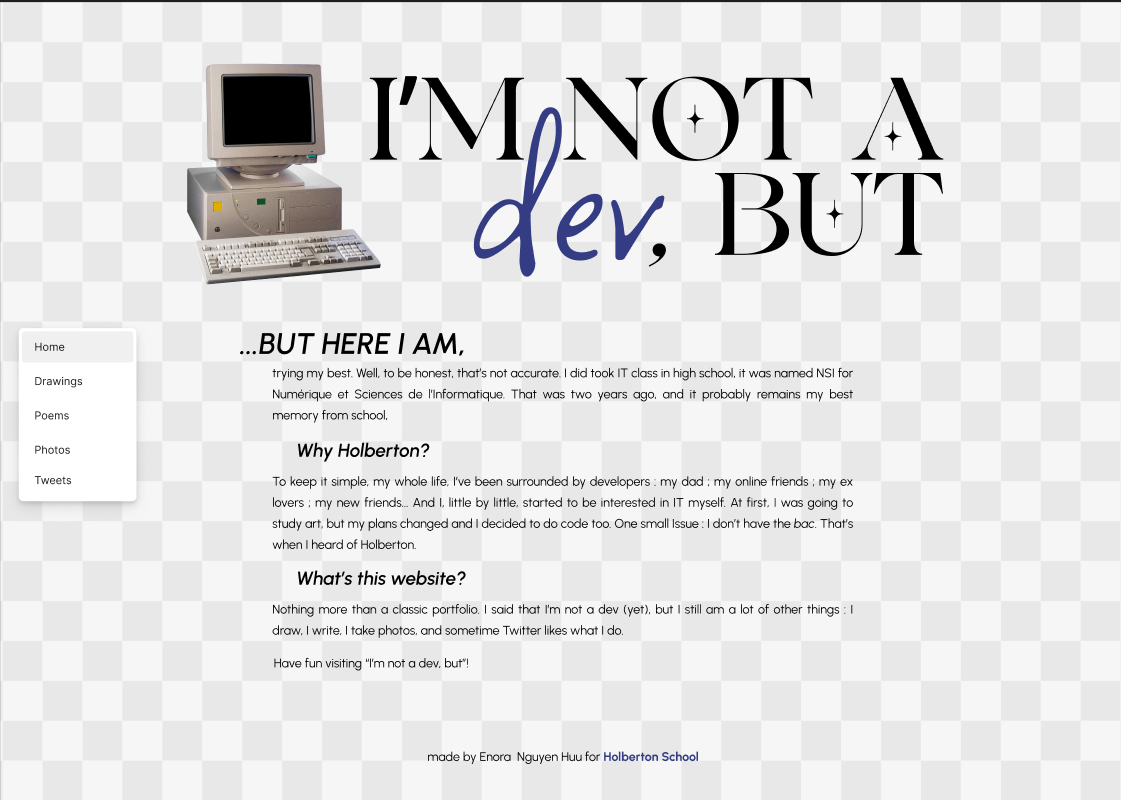 I'M NOT A
dev, BUT
Home
Drawings
Poems
Photos
Tweets
...BUT HERE I AM,
trying my best. Well, to be honest, that's not accurate. I did took IT class in high school, it was named NSI for
Numérique et Sciences de l'Informatique. That was two years ago, and it probably remains my best
memory from school,
Why Holberton?
To keep it simple, my whole life, I've been surrounded by developers : my dad ; my online friends ; my ex
lovers ; my new friends... And I, little by little, started to be interested in IT myself. At first, I was going to
study art, but my plans changed and I decided to do code too. One small Issue : I don't have the bac. That's
when I heard of Holberton.
What's this website?
Nothing more than a classic portfolio. I said that I'm not a dev (yet), but I still am a lot of other things : I
draw, I write, I take photos, and sometime Twitter likes what I do.
Have fun visiting “I'm not a dev, but”!
made by Enora Nguyen Huu for Holberton School